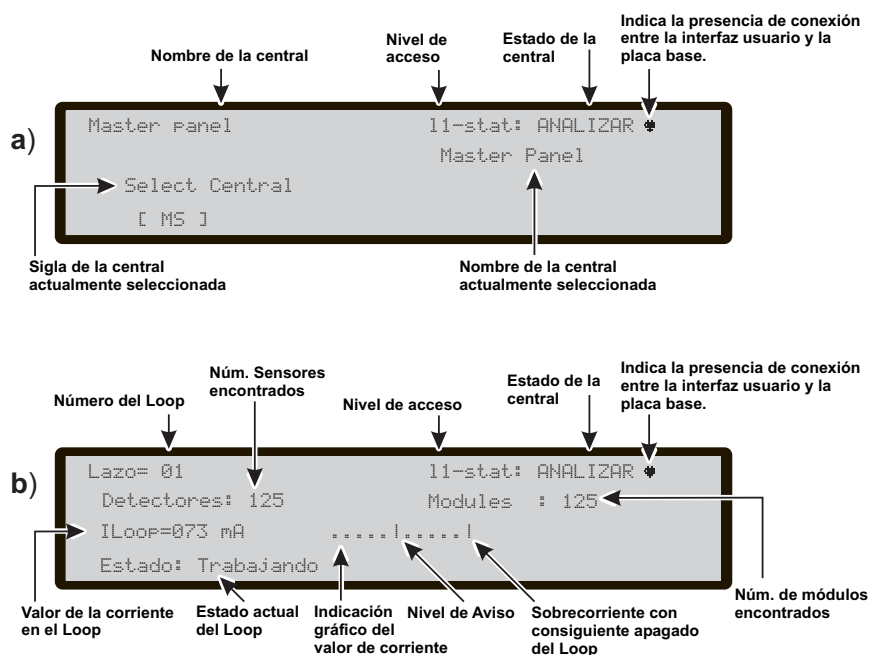 Nombre de la central
Nivel de
acceso
Estado de la
central
Indica la presencia de conexión
entre la interfaz usuario y la
placa base.
a)
Master panel
l1-stat: ANALIZAR
Master Panel
Select Central
[ MS ]
Sigla de la central
actualmente seleccionada
Nombre de la central
actualmente seleccionada
Número del Loop
Núm. Sensores
encontrados
Nivel de acceso
Estado de la
central
Indica la presencia de conexión
entre la interfaz usuario y la
placa base.
b)
Lazo= 01
l1-stat: ANALIZAR
Detectores: 125
Modules : 125
ILoop=073 mA .....|.....|
Estado: Trabajando
Valor de la corriente
en el Loop
Estado actual
del Loop
Indicación
gráfico del
valor de corriente
Nivel de Aviso
Sobrecorriente con
consiguiente apagado
del Loop
Núm. de módulos
encontrados